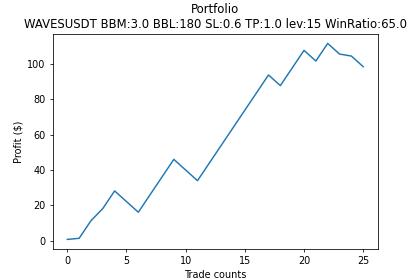 Portfolio
WAVESUSDT BBM:3.0 BBL:180 SL:0.6 TP:1.0 lev:15 WinRatio:65.0
100
80
60
40
20
0
Profit ($)
0 5 10 15 20 25
Trade counts